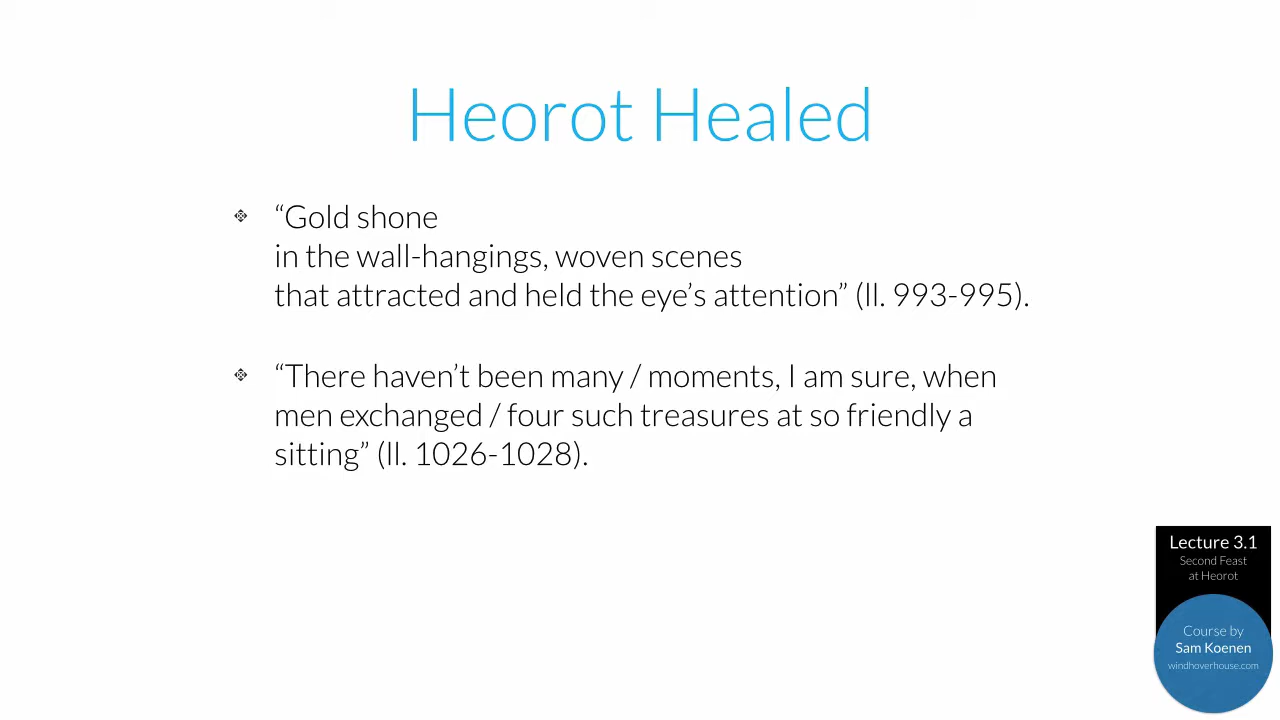 Heorot Healed
“Gold shone
in the wall-hangings, woven scenes
that attracted and held the eye’s attention” (ll. 993-995).
“There haven’t been many / moments, I am sure, when
men exchanged / four such treasures at so friendly a
sitting” (ll. 1026-1028).
Lecture 3.1
Second Feast
at Heorot
Course by
Sam Koenen
windhoverhouse.com